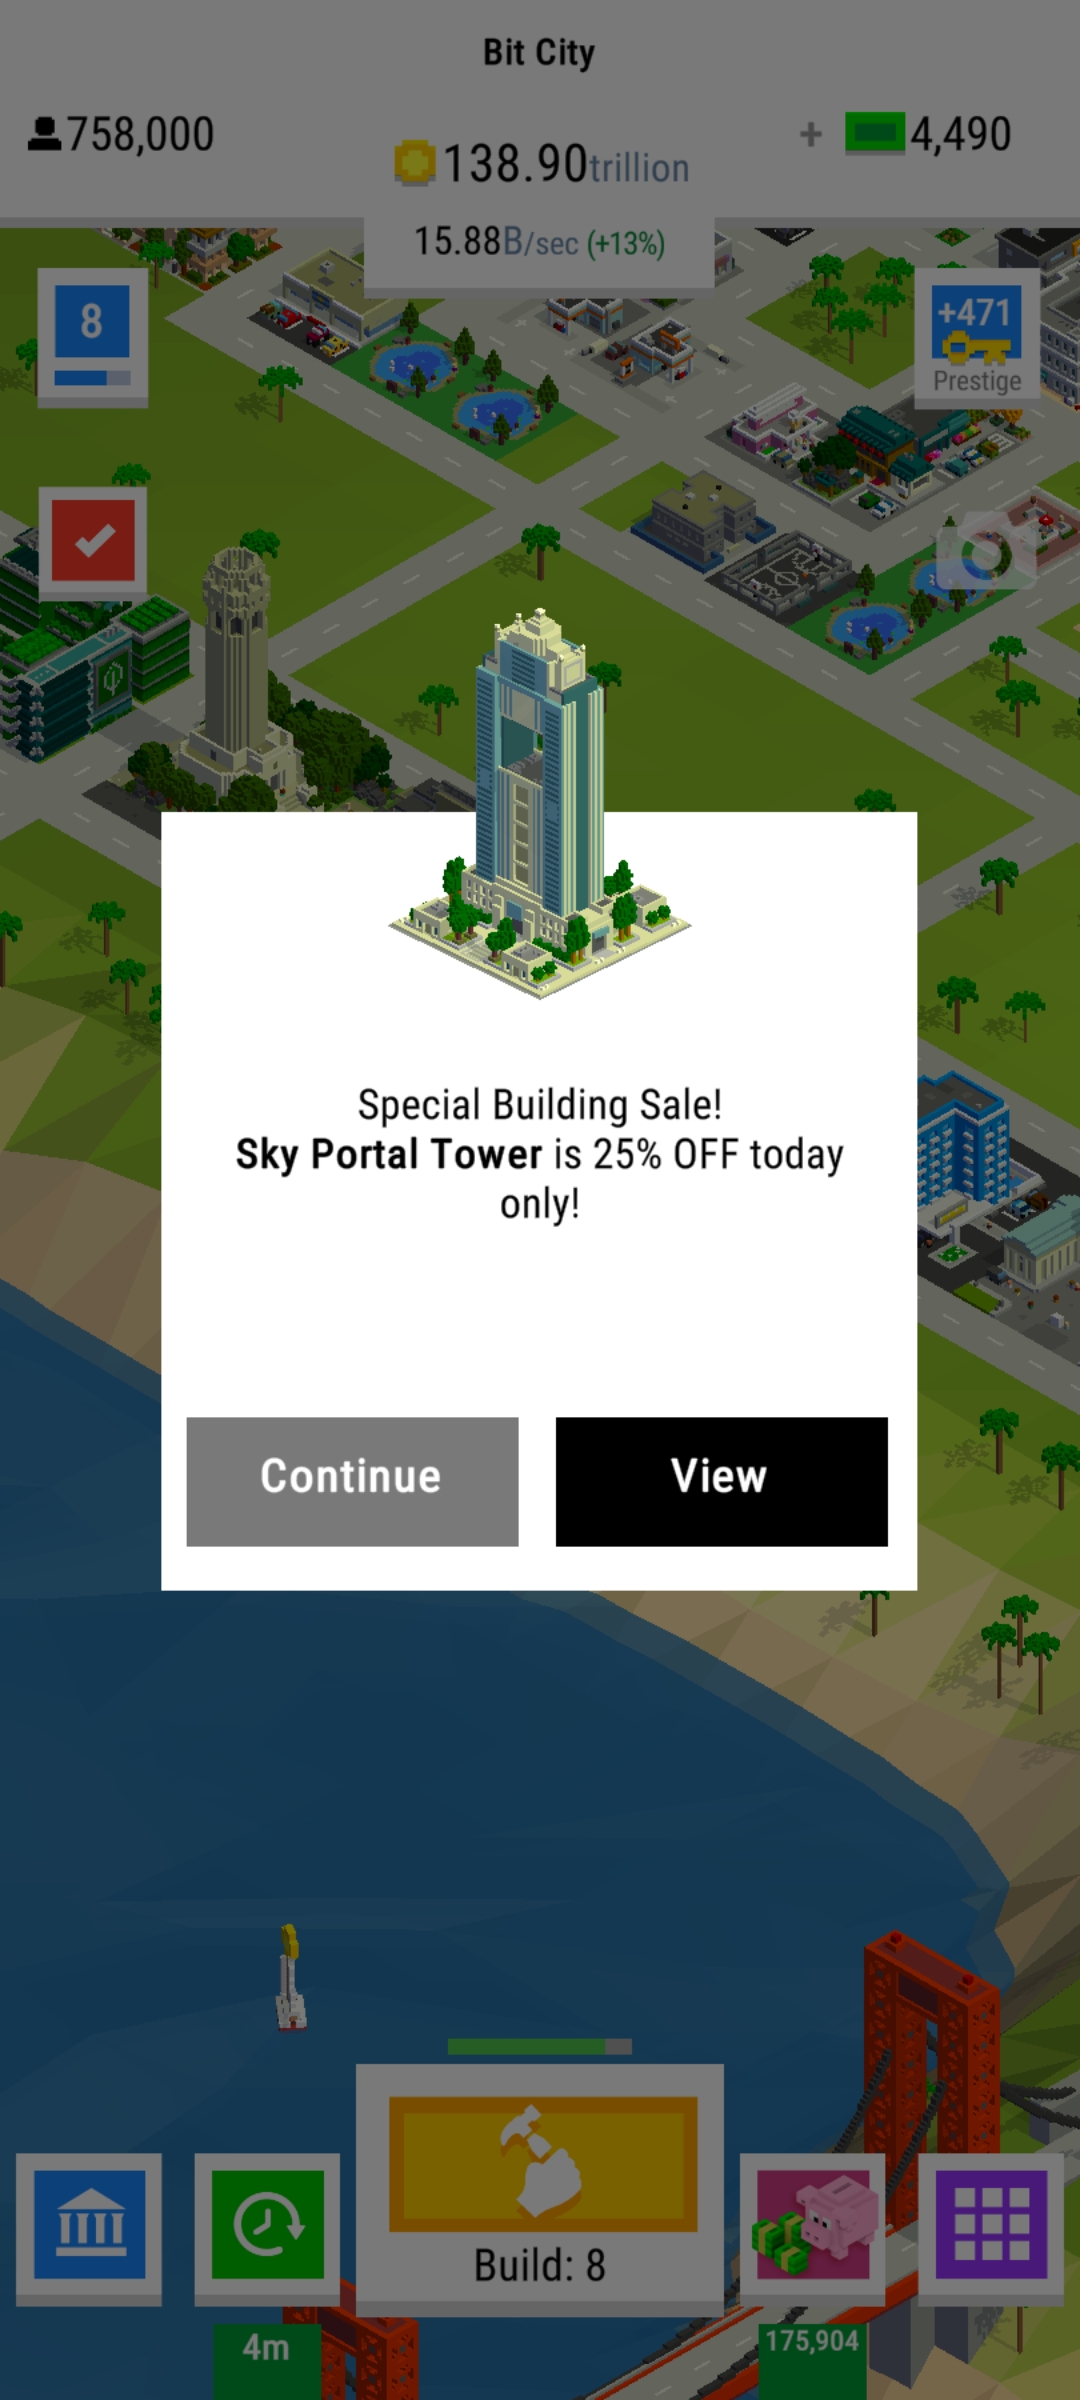 Bit City
758,000
138.90trillion
+ 4,490
15.88B/sec (+13%)
8
+471
Prestige
Special Building Sale!
Sky Portal Tower is 25% OFF today
only!
Continue
View
Build: 8
4m
175,904